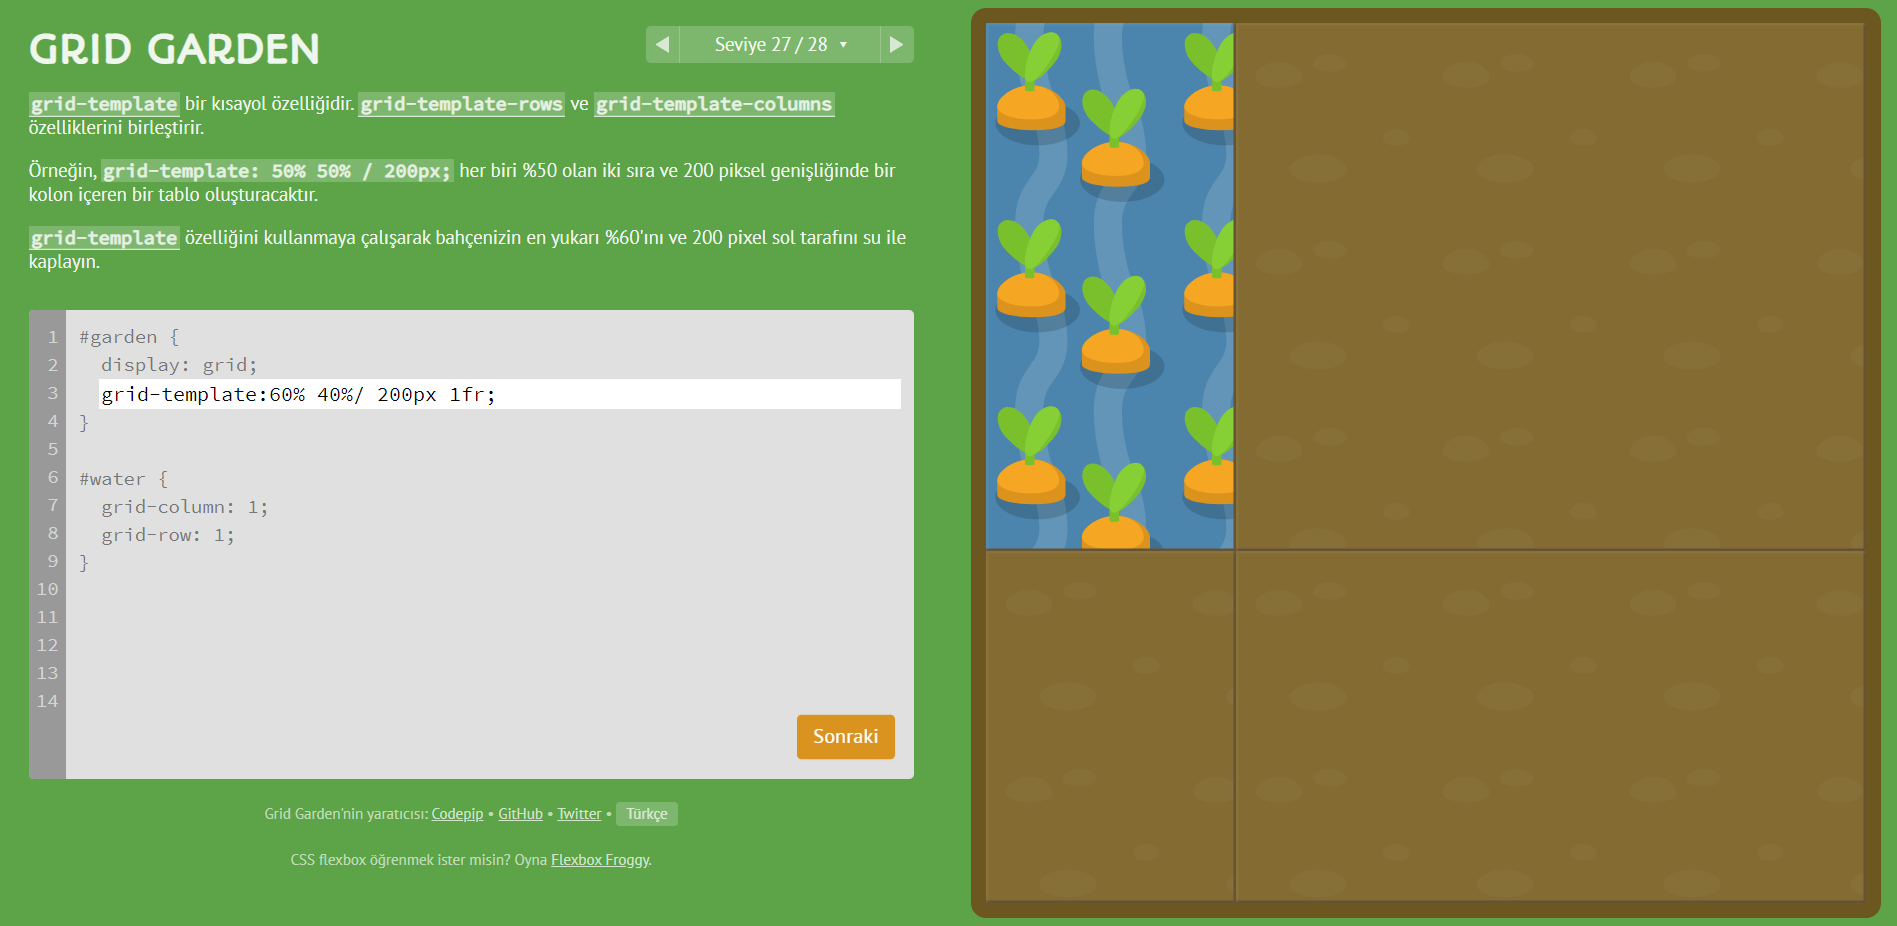 GRID GARDEN
Seviye 27 / 28 ▼
grid-template bir kısayol özelliğidir. grid-template-rows ve grid-template-columns
özelliklerini birleştirir.
Örneğin, grid-template: 50% 50% / 200px; her biri %50 olan iki sıra ve 200 piksel genişliğinde bir
kolon içeren bir tablo oluşturacaktır.
grid-template özelliğini kullanmaya çalışarak bahçenizin en yukarı %60'ını ve 200 pixel sol tarafını su ile
kaplayın.
1 #garden {
2 display: grid;
3 grid-template:60% 40%/ 200px 1fr;
4 }
5
6 #water {
7 grid-column: 1;
8 grid-row: 1;
9 }
10
11
12
13
14
Sonraki
Grid Garden'nin yaratıcısı: Codepip • GitHub • Twitter • Türkçe
CSS flexbox öğrenmek ister misin? Oyna Flexbox Froggy.